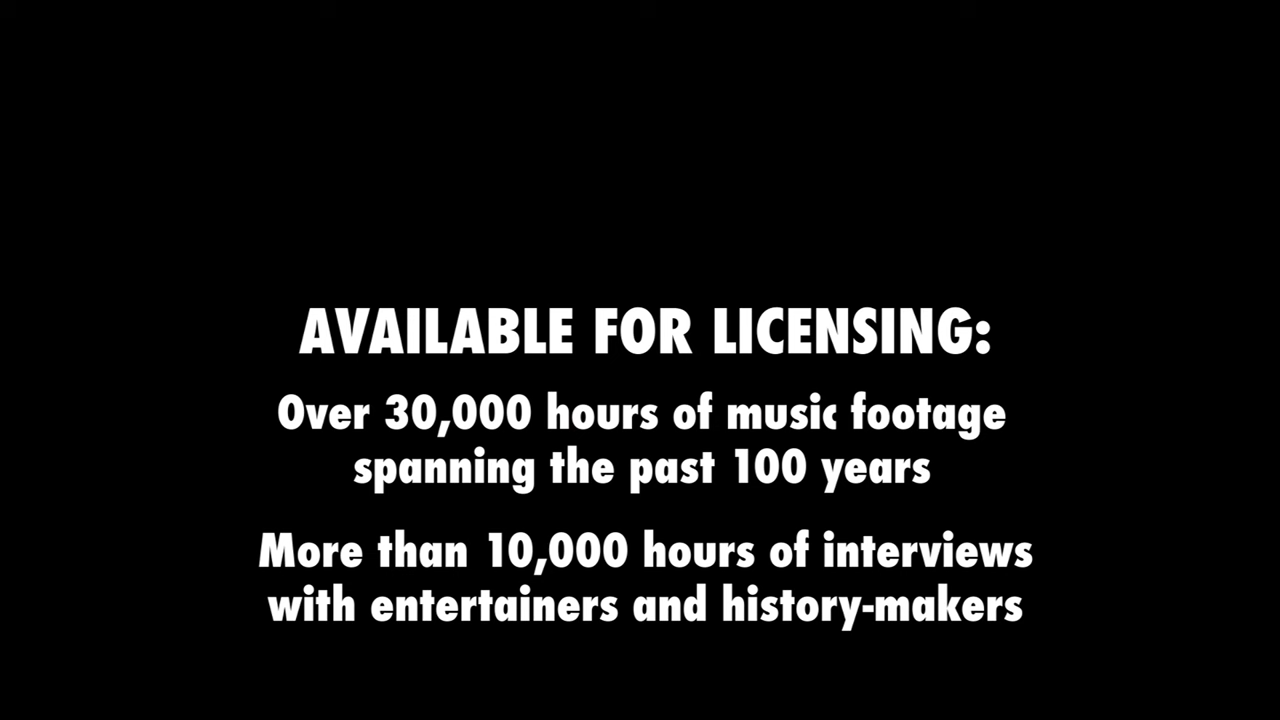 AVAILABLE FOR LICENSING:
Over 30,000 hours of music footage
spanning the past 100 years
More than 10,000 hours of interviews
with entertainers and history-makers